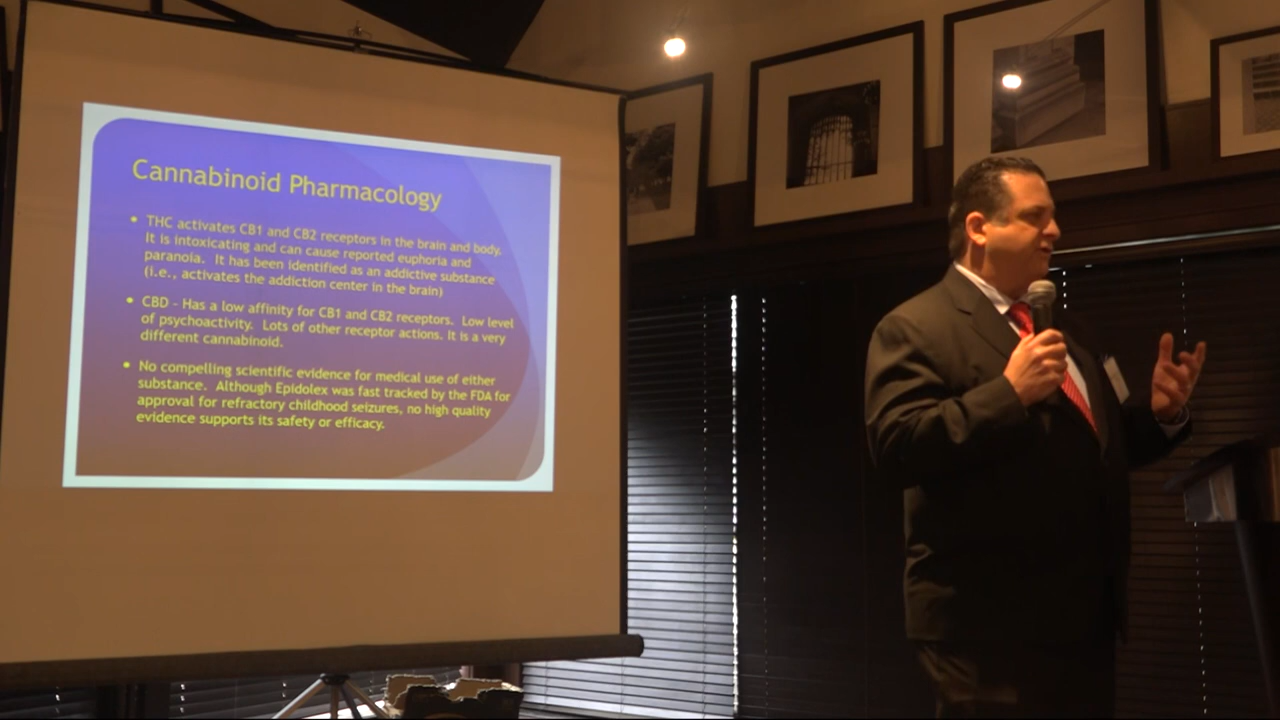 Cannabinoid Pharmacology
• THC activates CB1 and CB2 receptors in the brain and body.
It is intoxicating and can cause reported euphoria and
paranoia. It has been identified as an addictive substance
(i.e., activates the addiction center in the brain)
• CBD - Has a low affinity for CB1 and CB2 receptors. Low level
of psychoactivity. Lots of other receptor actions. It is a very
different cannabinoid.
• No compelling scientific evidence for medical use of either
substance. Although Epidolex was fast tracked by the FDA for
approval for refractory childhood seizures, no high quality
evidence supports its safety or efficacy.